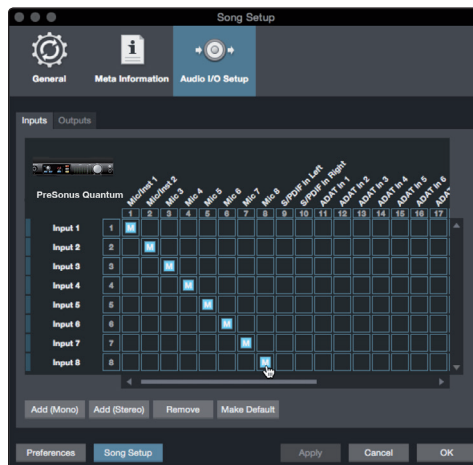 Song Setup
General
Meta Information
Audio I/O Setup
Inputs Outputs
PreSonus Quantum
Mic/Inst 1 Mic/Inst 2 Mic 3 Mic 4 Mic 5 Mic 6 Mic 7 Mic 8 S/PDIF In Left S/PDIF In Right ADAT In 1 ADAT In 2 ADAT In 3 ADAT In 4 ADAT In 5 ADAT In 6 ADAT
1 2 3 4 5 6 7 8 9 10 11 12 13 14 15 16 17
Input 1 1 M
Input 2 2 M
Input 3 3 M
Input 4 4 M
Input 5 5 M
Input 6 6 M
Input 7 7 M
Input 8 8 M
Add (Mono) Add (Stereo) Remove Make Default
Preferences Song Setup Apply Cancel OK